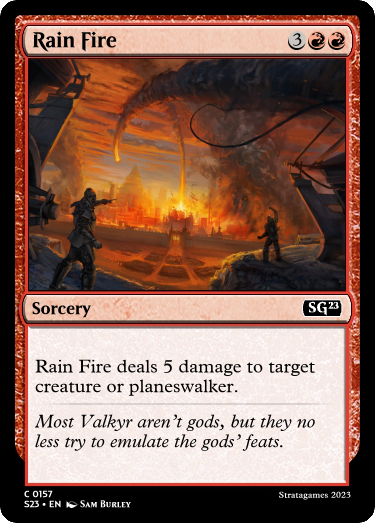 Rain Fire 3
Sorcery SG23
Rain Fire deals 5 damage to target
creature or planeswalker.
Most Valkyr aren't gods, but they no
less try to emulate the gods' feats.
C 0157
S23 • EN Sam Burley
Stratagames 2023